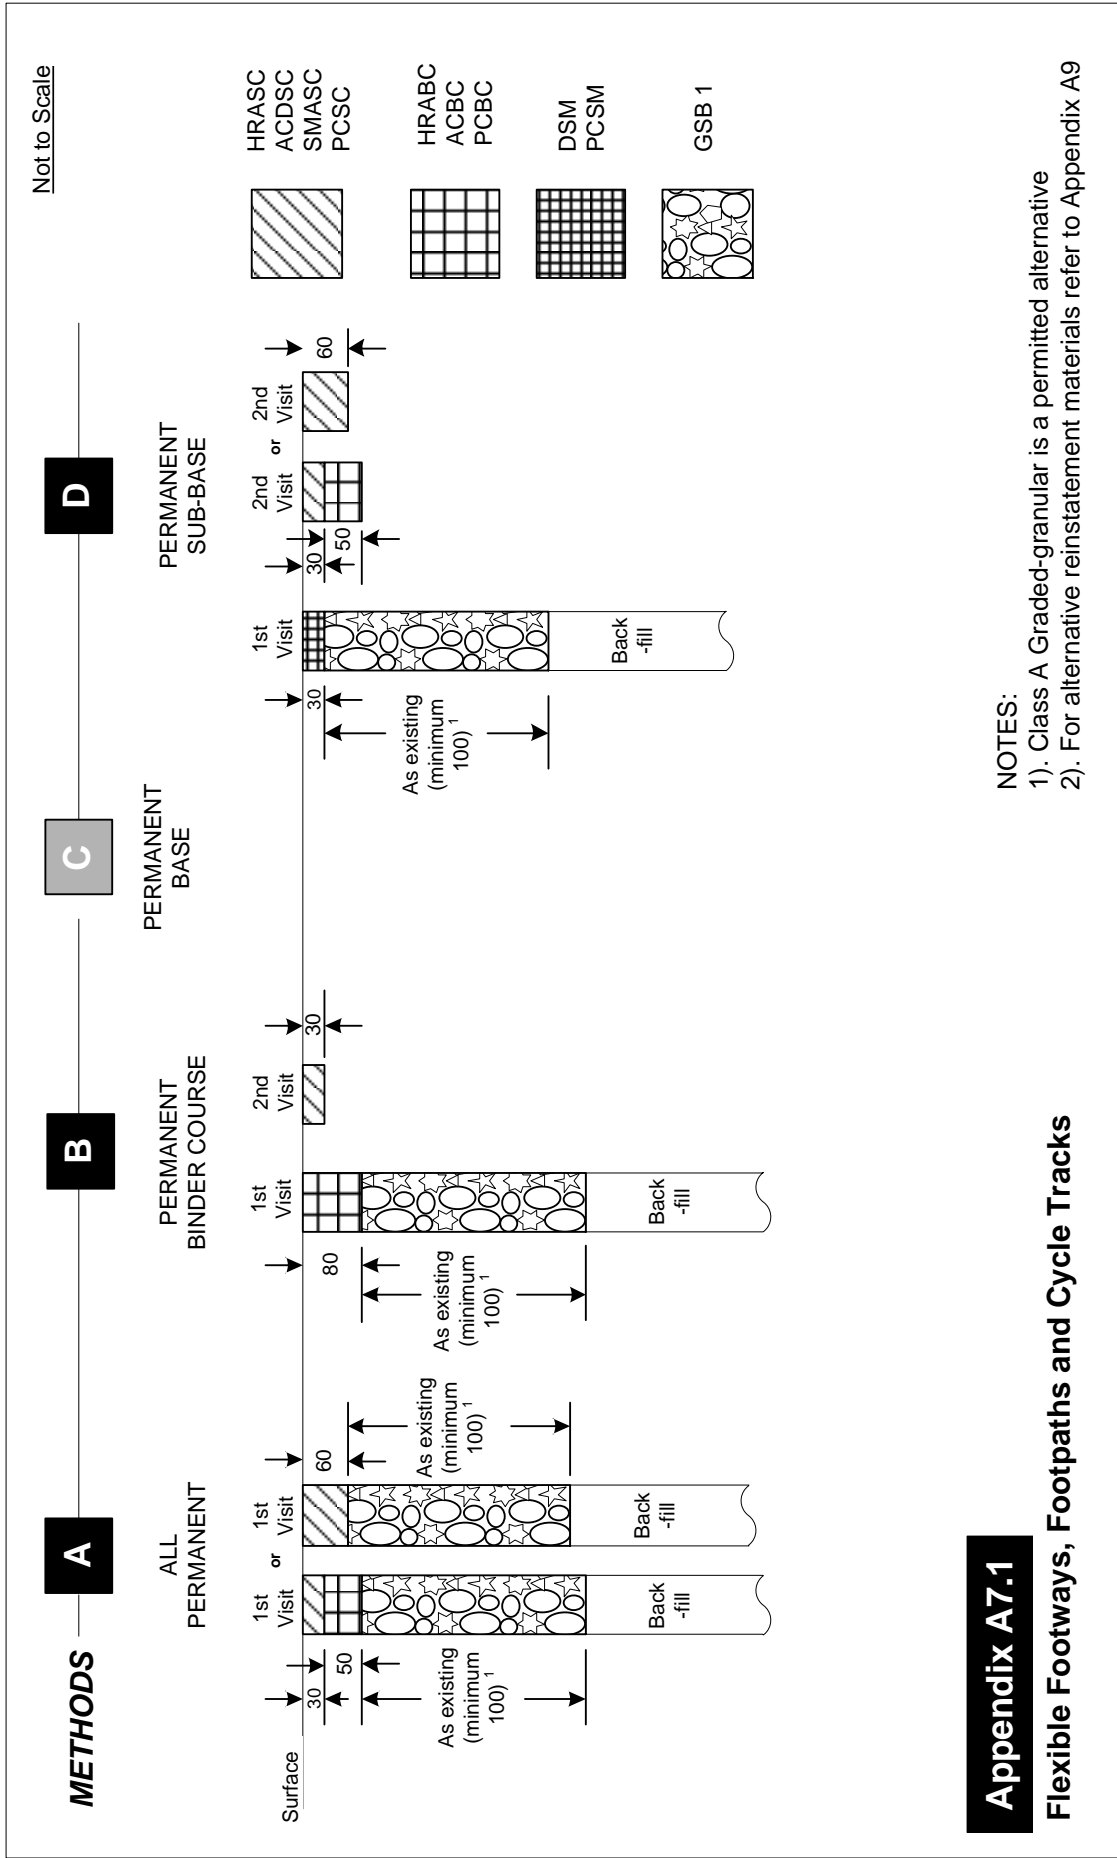 Not to Scale
METHODS
A
B
C
D
ALL
PERMANENT
PERMANENT
BINDER COURSE
PERMANENT
BASE
PERMANENT
SUB-BASE
1st
Visit
or
1st
Visit
1st
Visit
2nd
Visit
1st
Visit
2nd
Visit
or
2nd
Visit
Surface
30
50
As existing
(minimum
100) 1
Back
-fill
60
As existing
(minimum
100) 1
Back
-fill
80
As existing
(minimum
100) 1
Back
-fill
30
30
As existing
(minimum
100) 1
Back
-fill
30
50
60
HRASC
ACDSC
SMASC
PCSC
HRABC
ACBC
PCBC
DSM
PCSM
GSB 1
NOTES:
1). Class A Graded-granular is a permitted alternative
2). For alternative reinstatement materials refer to Appendix A9
Appendix A7.1
Flexible Footways, Footpaths and Cycle Tracks